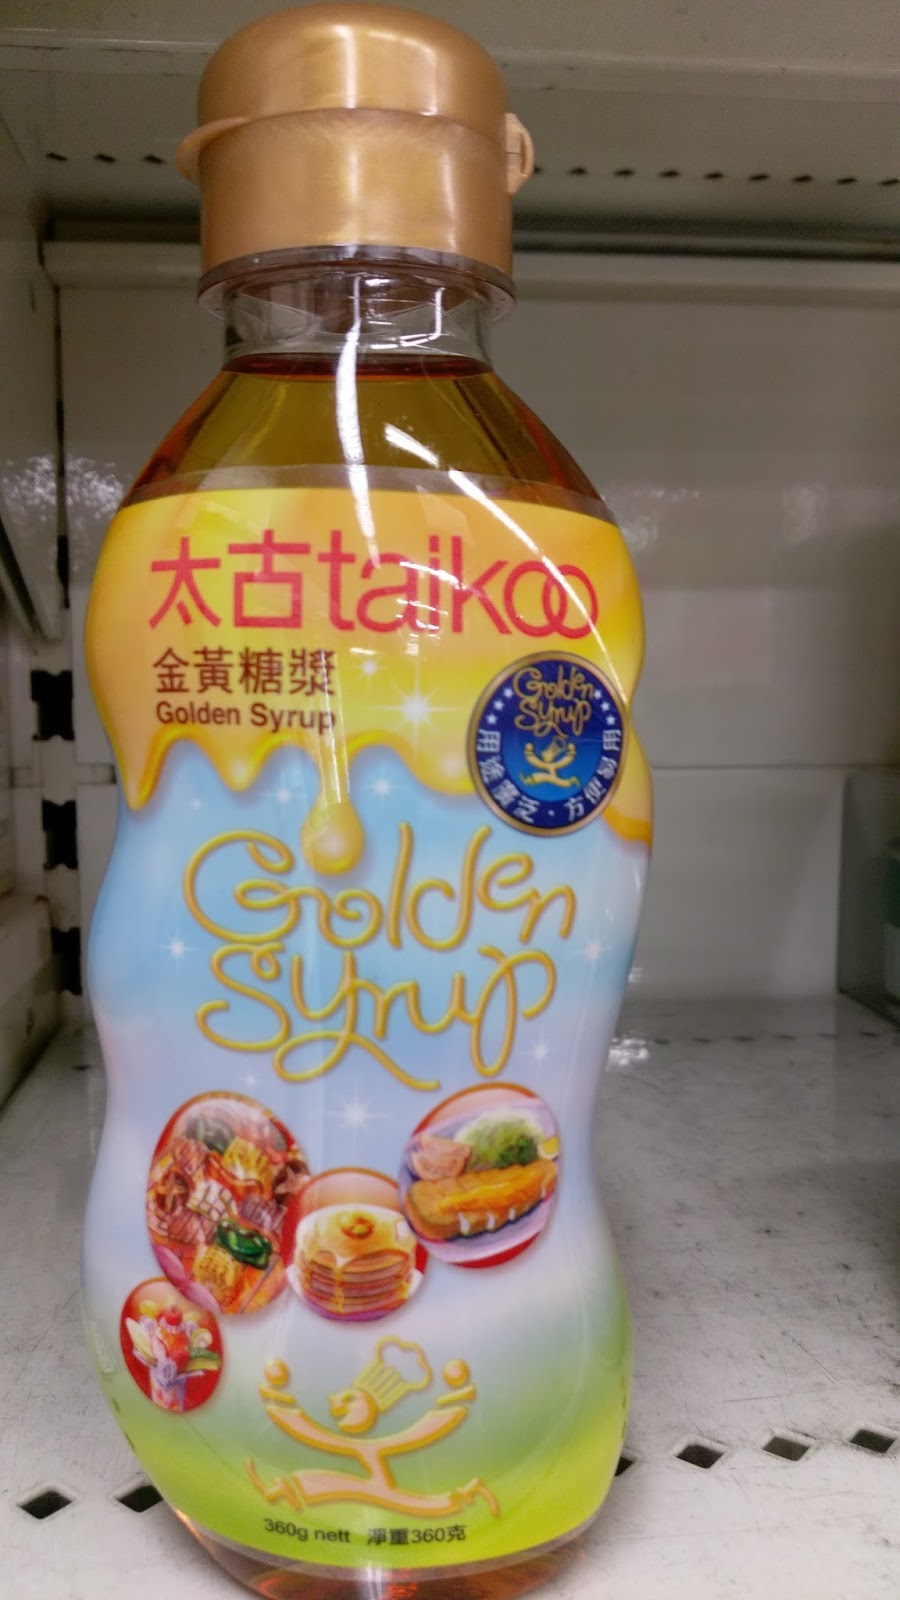 太古taikoo
金黃糖漿
Golden Syrup
Golden
Syrup
用途廣泛·方便易用
Golden
Syrup
360g nett 淨重360克